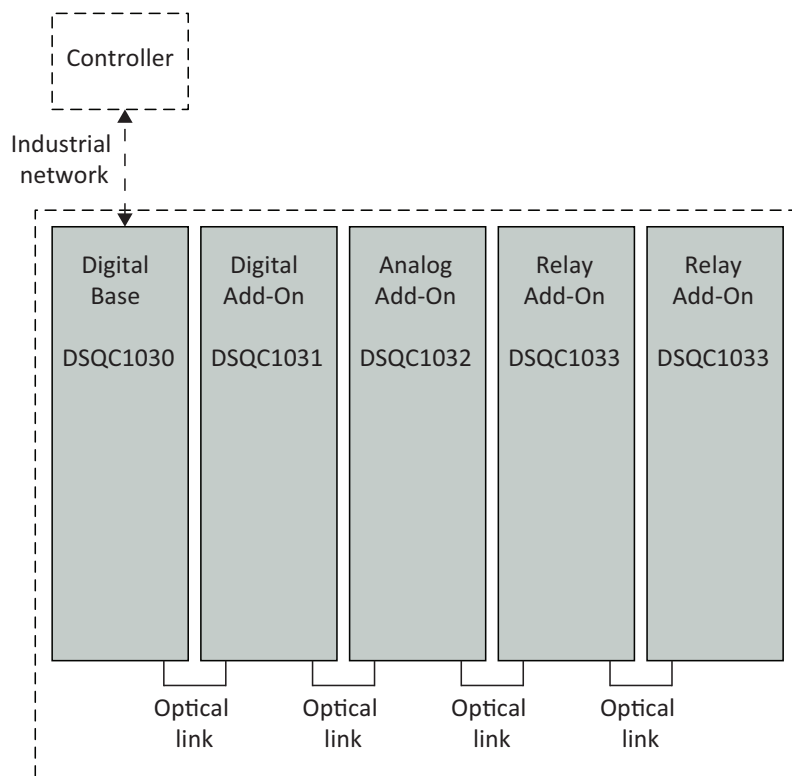 Controller
Industrial
network
Digital
Base
DSQC1030
Digital
Add-On
DSQC1031
Analog
Add-On
DSQC1032
Relay
Add-On
DSQC1033
Relay
Add-On
DSQC1033
Optical
link
Optical
link
Optical
link
Optical
link